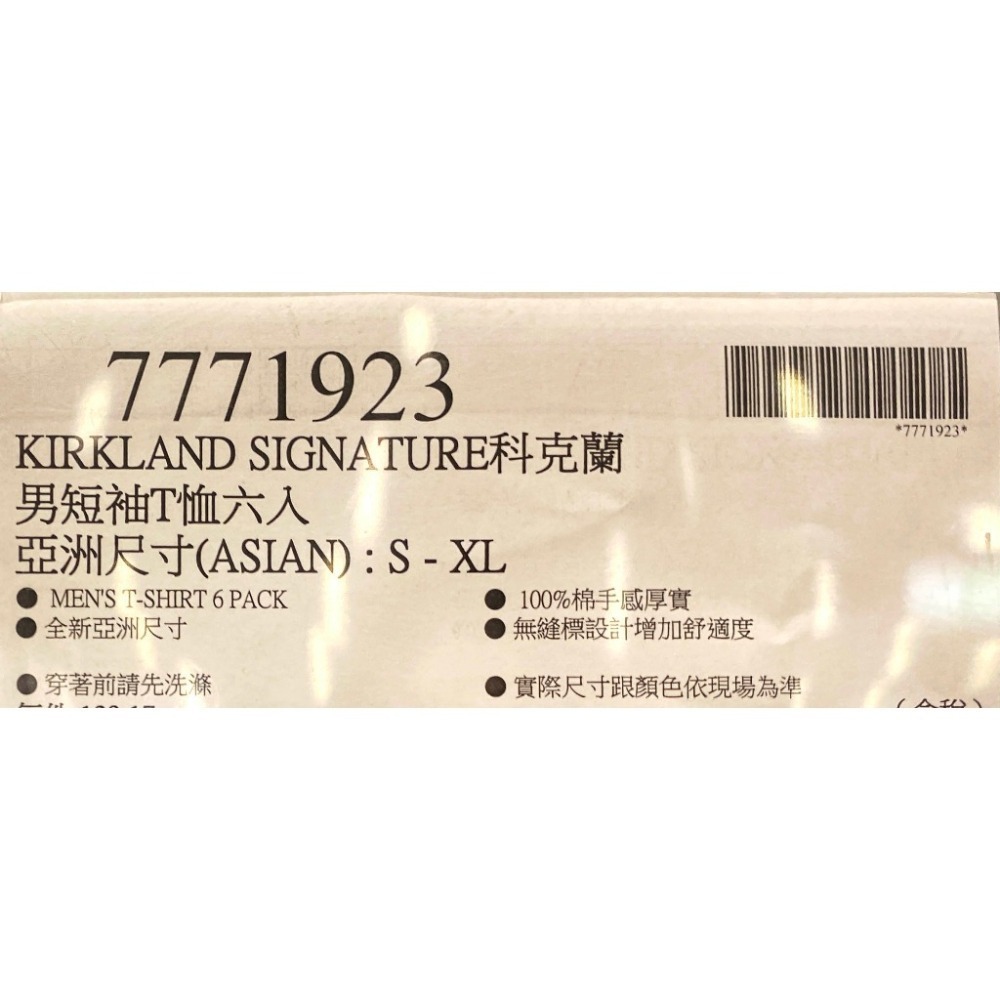 7771923
*7771923*
KIRKLAND SIGNATURE科克蘭
男短袖T恤六入
亞洲尺寸(ASIAN) : S - XL
● MEN'S T-SHIRT 6 PACK
● 100%棉手感厚實
● 全新亞洲尺寸
● 無縫標設計增加舒適度
● 穿著前請先洗滌
● 實際尺寸跟顏色依現場為準